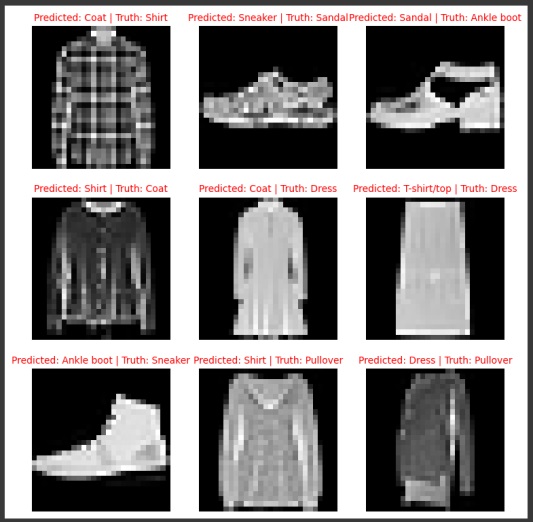 Predicted: Coat | Truth: Shirt
Predicted: Sneaker | Truth: Sandal
Predicted: Sandal | Truth: Ankle boot
Predicted: Shirt | Truth: Coat
Predicted: Coat | Truth: Dress
Predicted: T-shirt/top | Truth: Dress
Predicted: Ankle boot | Truth: Sneaker
Predicted: Shirt | Truth: Pullover
Predicted: Dress | Truth: Pullover